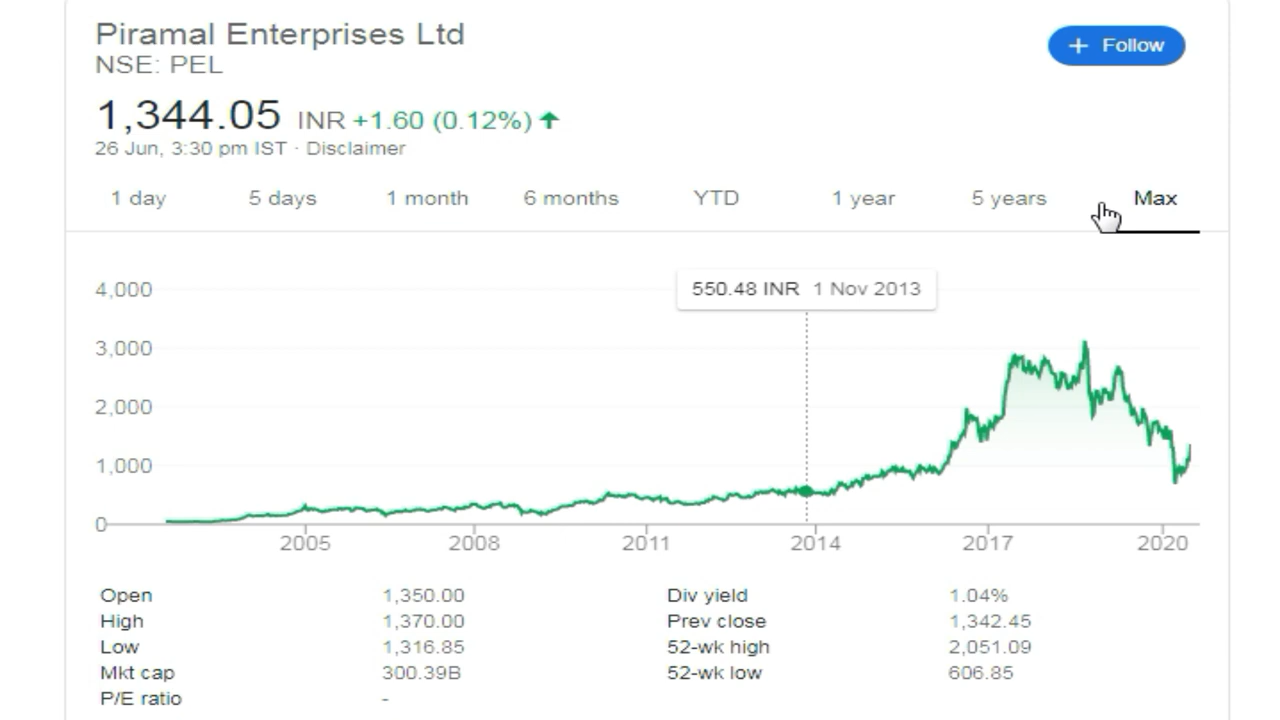 Piramal Enterprises Ltd
+ Follow
NSE: PEL
1,344.05 INR +1.60 (0.12%)
26 Jun, 3:30 pm IST · Disclaimer
1 day 5 days 1 month 6 months YTD 1 year 5 years Max
550.48 INR 1 Nov 2013
4,000
3,000
2,000
1,000
0
2005 2008 2011 2014 2017 2020
Open 1,350.00 Div yield 1.04%
High 1,370.00 Prev close 1,342.45
Low 1,316.85 52-wk high 2,051.09
Mkt cap 300.39B 52-wk low 606.85
P/E ratio -